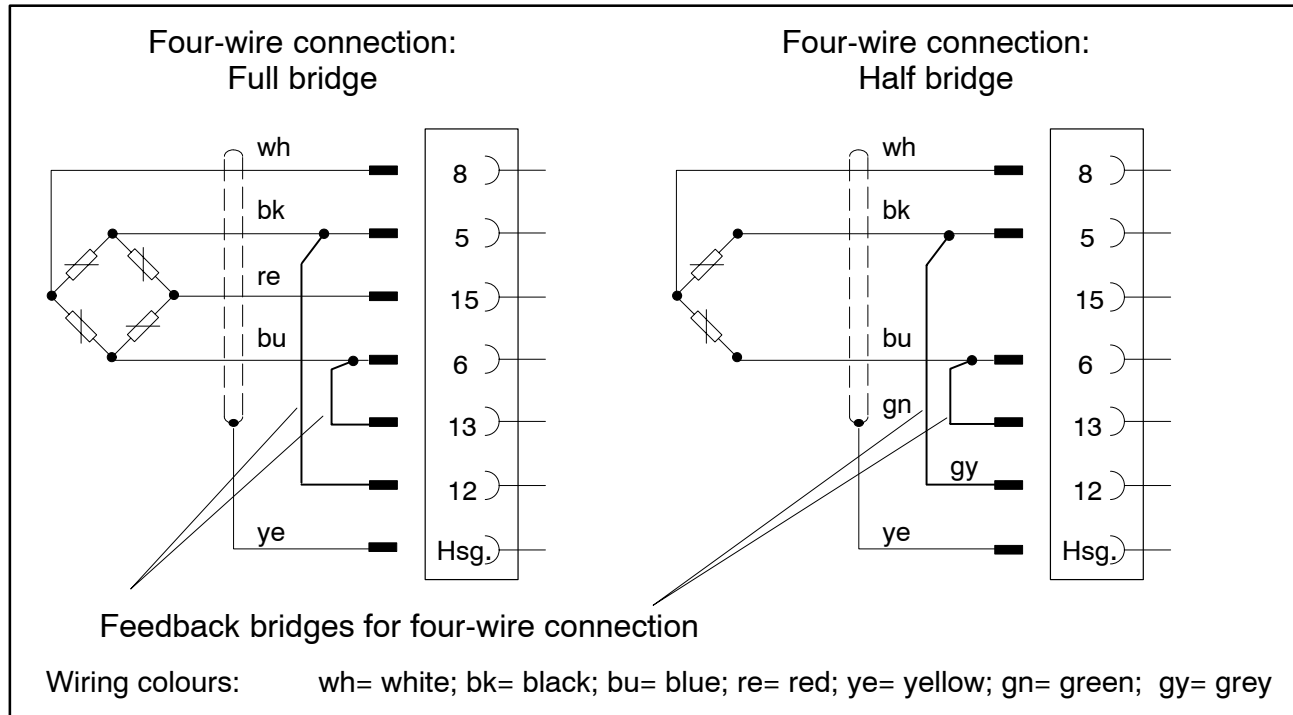 Four-wire connection:
Full bridge
wh
8
bk
5
re
15
bu
6
13
12
ye
Hsg.
Four-wire connection:
Half bridge
wh
8
bk
5
15
bu
6
gn
13
gy
12
ye
Hsg.
Feedback bridges for four-wire connection
Wiring colours: wh= white; bk= black; bu= blue; re= red; ye= yellow; gn= green; gy= grey